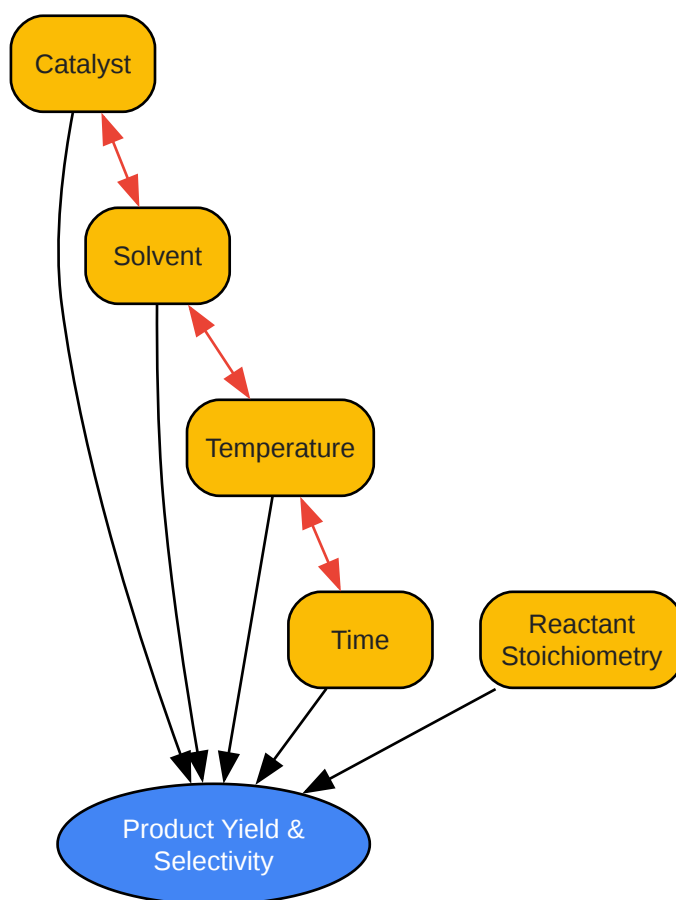 Catalyst
Solvent
Temperature
Time
Reactant
Stoichiometry
Product Yield &
Selectivity